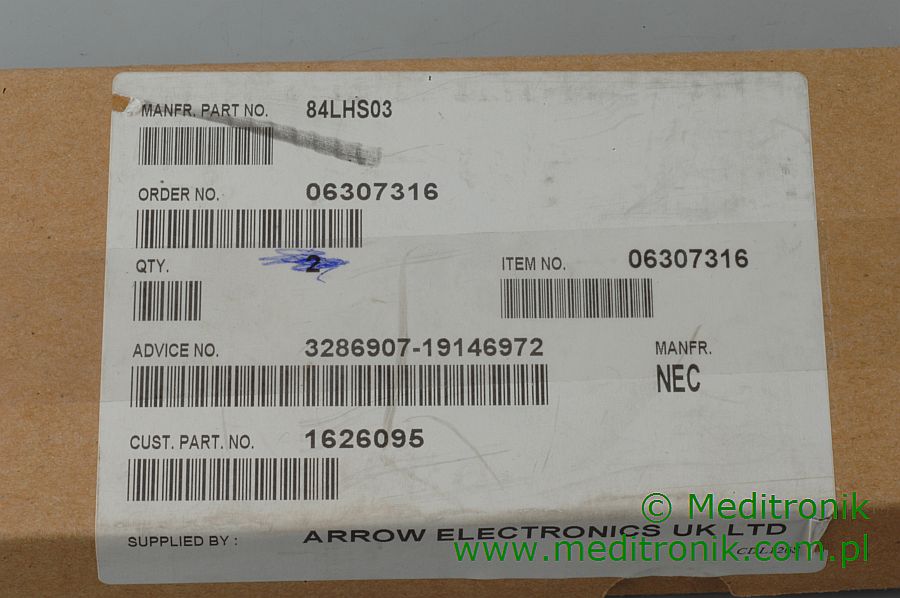 MANFR. PART NO. 84LHS03
ORDER NO. 06307316
QTY. 2
ITEM NO. 06307316
ADVICE NO. 3286907-19146972
MANFR.
NEC
CUST. PART. NO. 1626095
SUPPLIED BY : ARROW ELECTRONICS UK LTD
© Meditronik
www.meditronik.com.pl